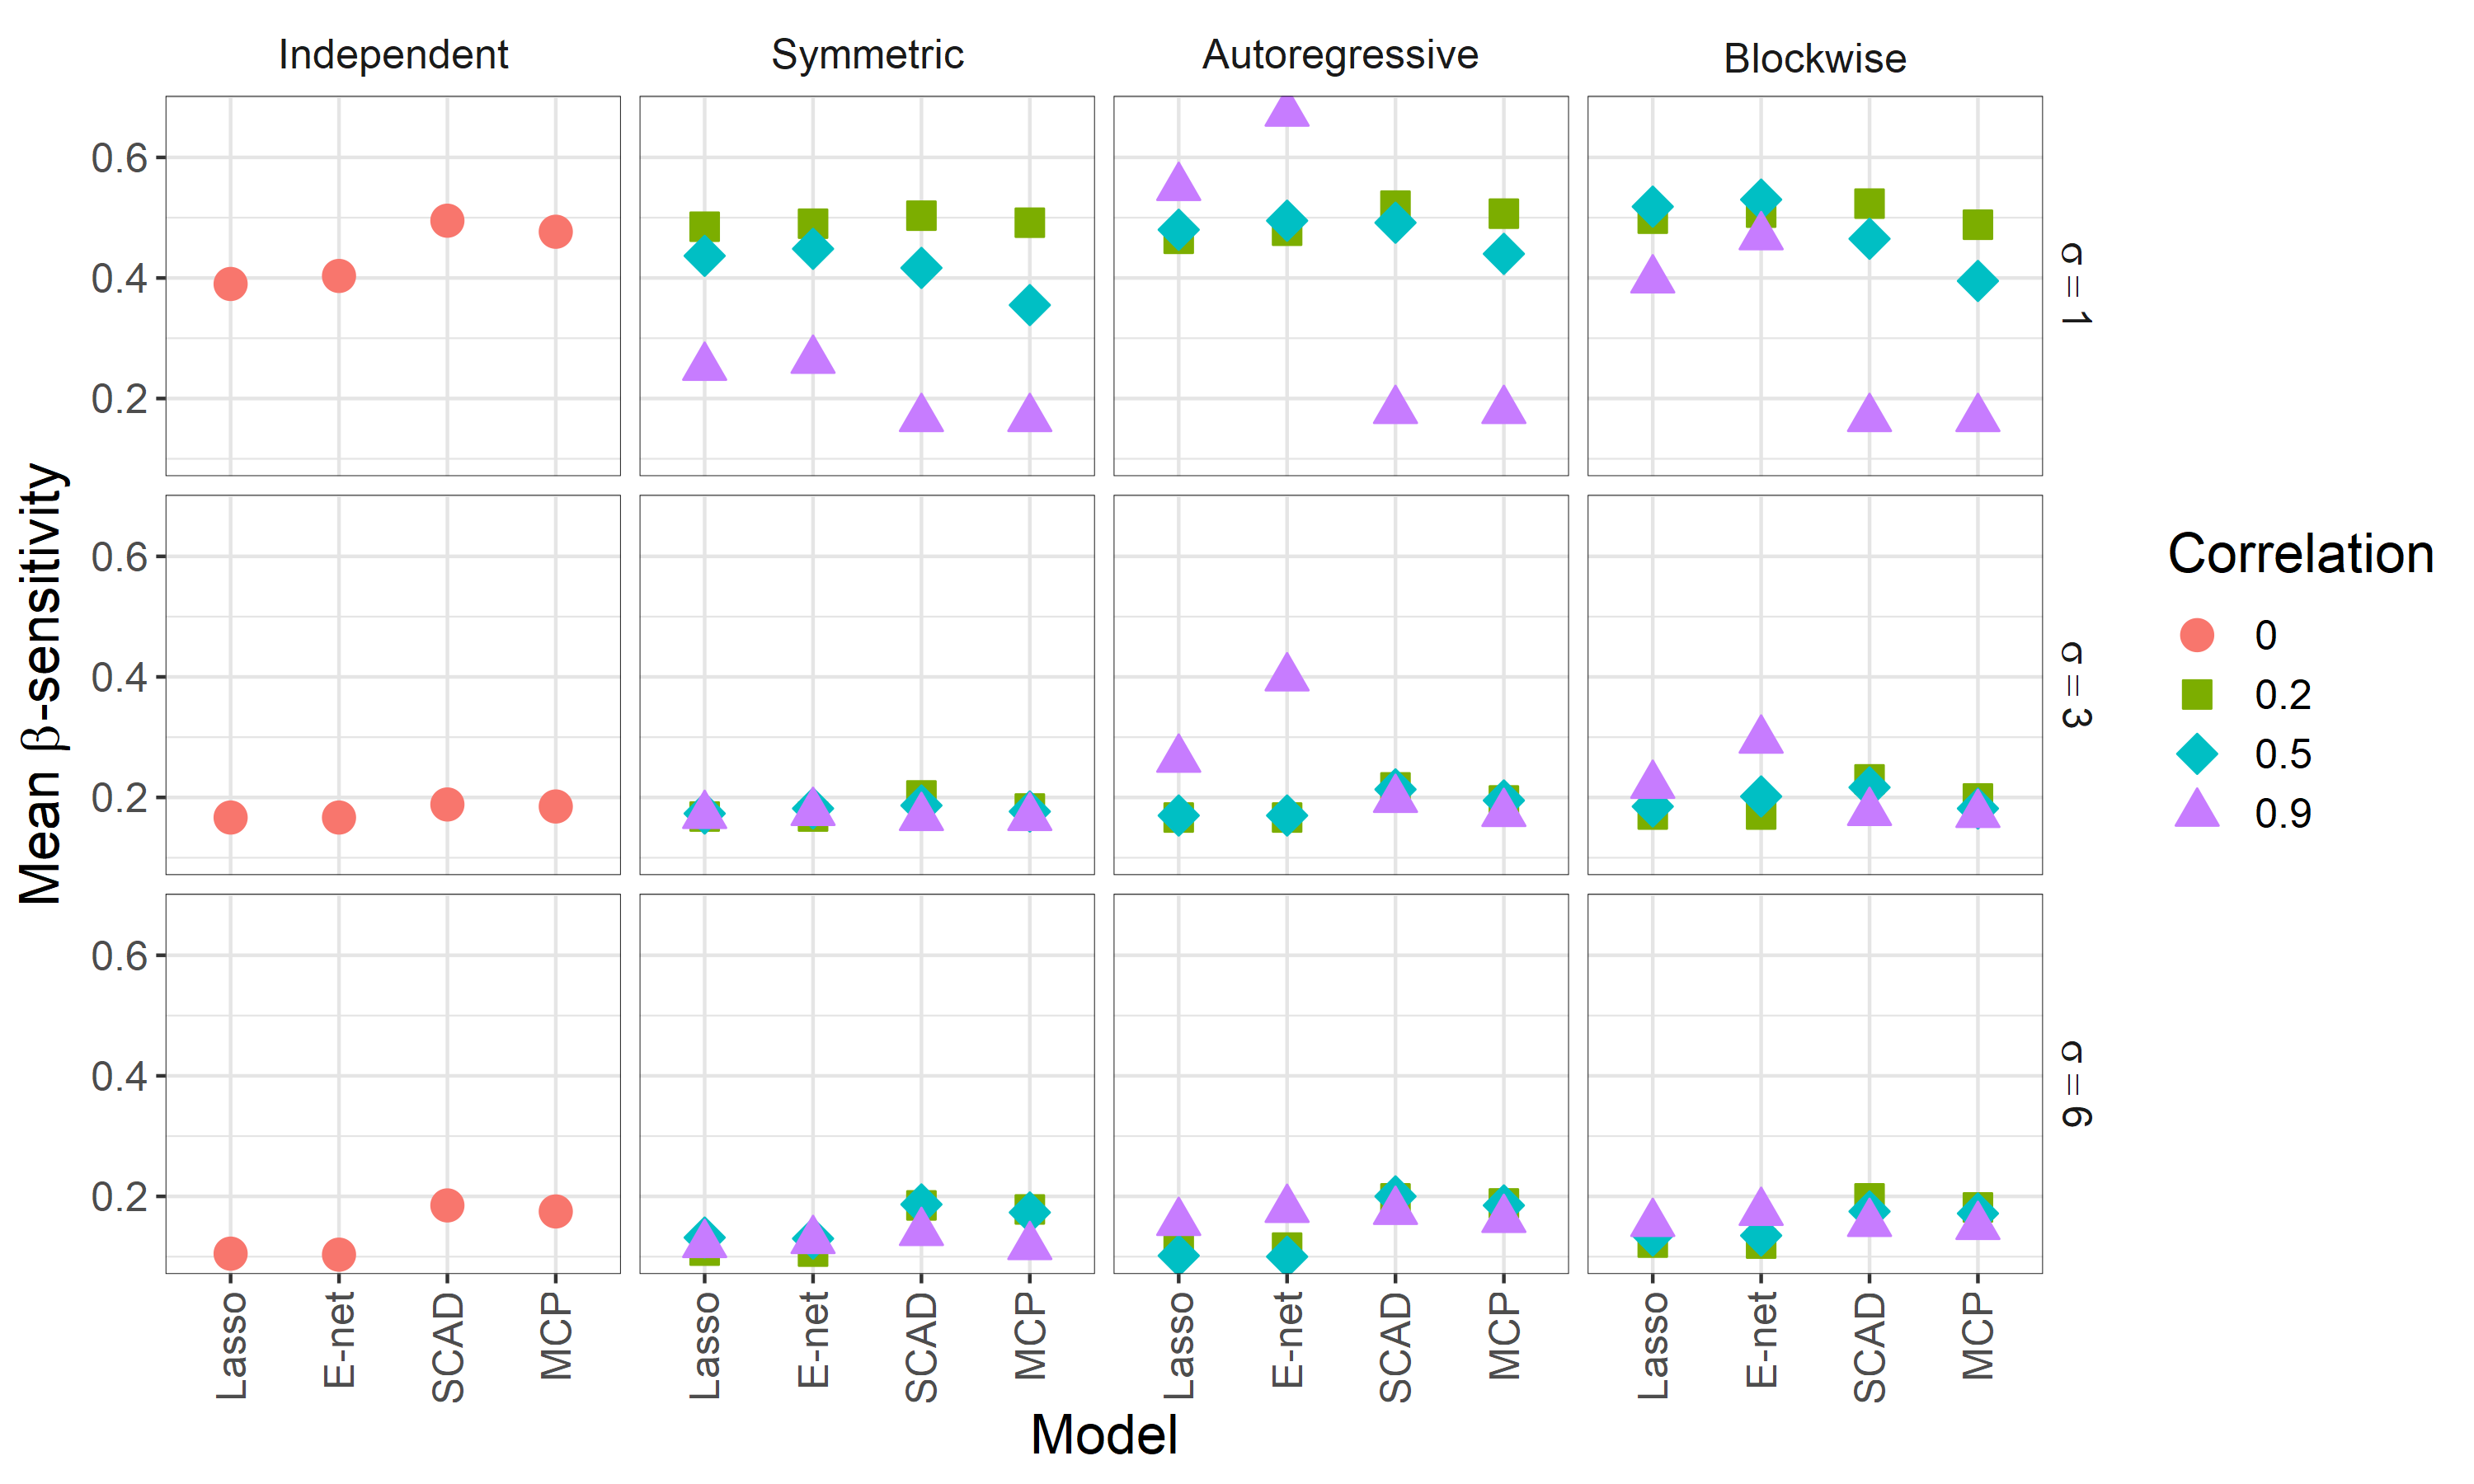 Independent
Symmetric
Autoregressive
Blockwise
0.6
0.4
0.2
σ = 1
0.6
0.4
0.2
σ = 3
0.6
0.4
0.2
σ = 6
Mean β-sensitivity
Lasso
E-net
SCAD
MCP
Lasso
E-net
SCAD
MCP
Lasso
E-net
SCAD
MCP
Lasso
E-net
SCAD
MCP
Model
Correlation
0
0.2
0.5
0.9